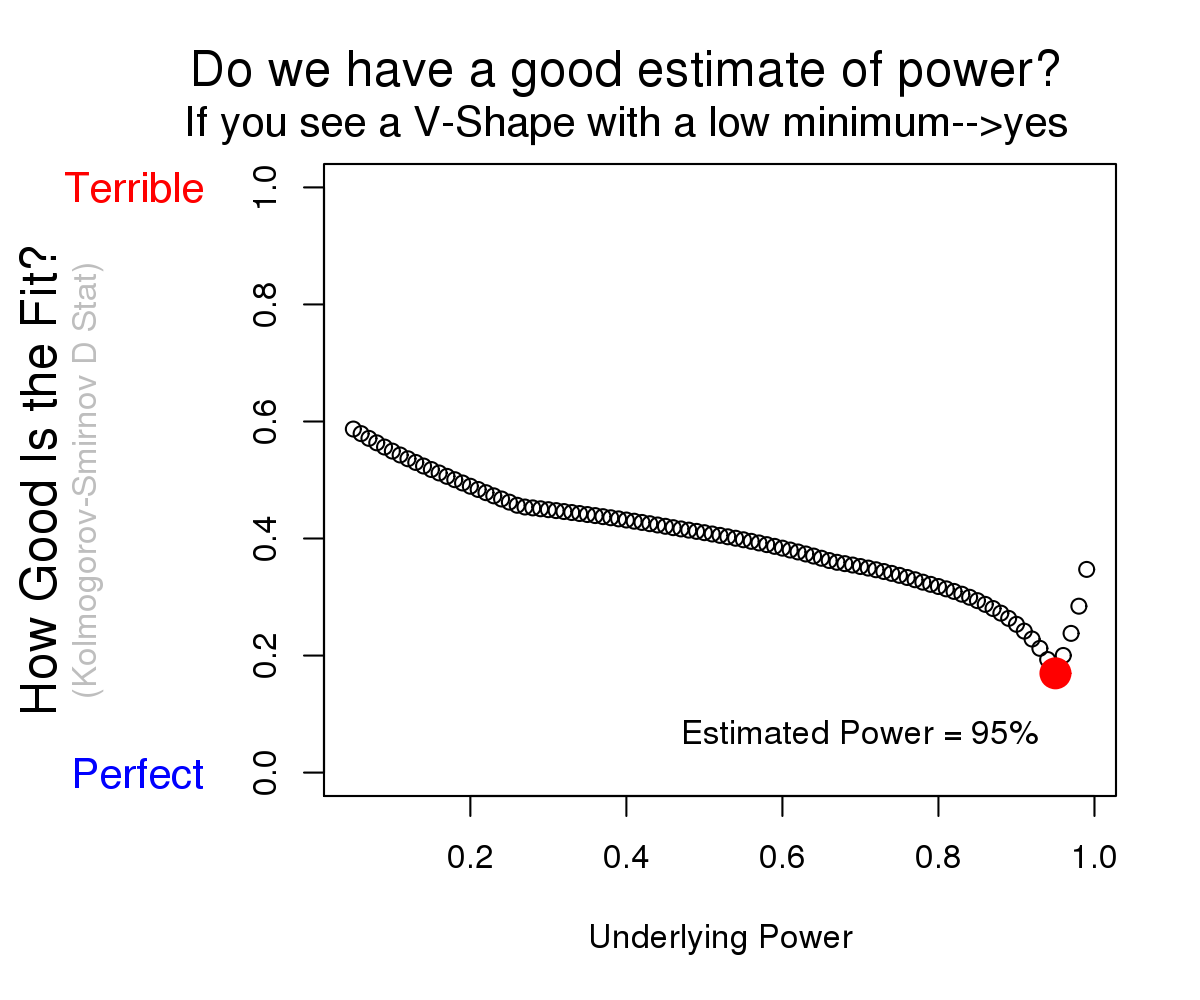 Do we have a good estimate of power?
If you see a V-Shape with a low minimum-->yes
Terrible
How Good Is the Fit?
(Kolmogorov-Smirnov D Stat)
Perfect
1.0
0.8
0.6
0.4
0.2
0.0
Estimated Power = 95%
0.2 0.4 0.6 0.8 1.0
Underlying Power